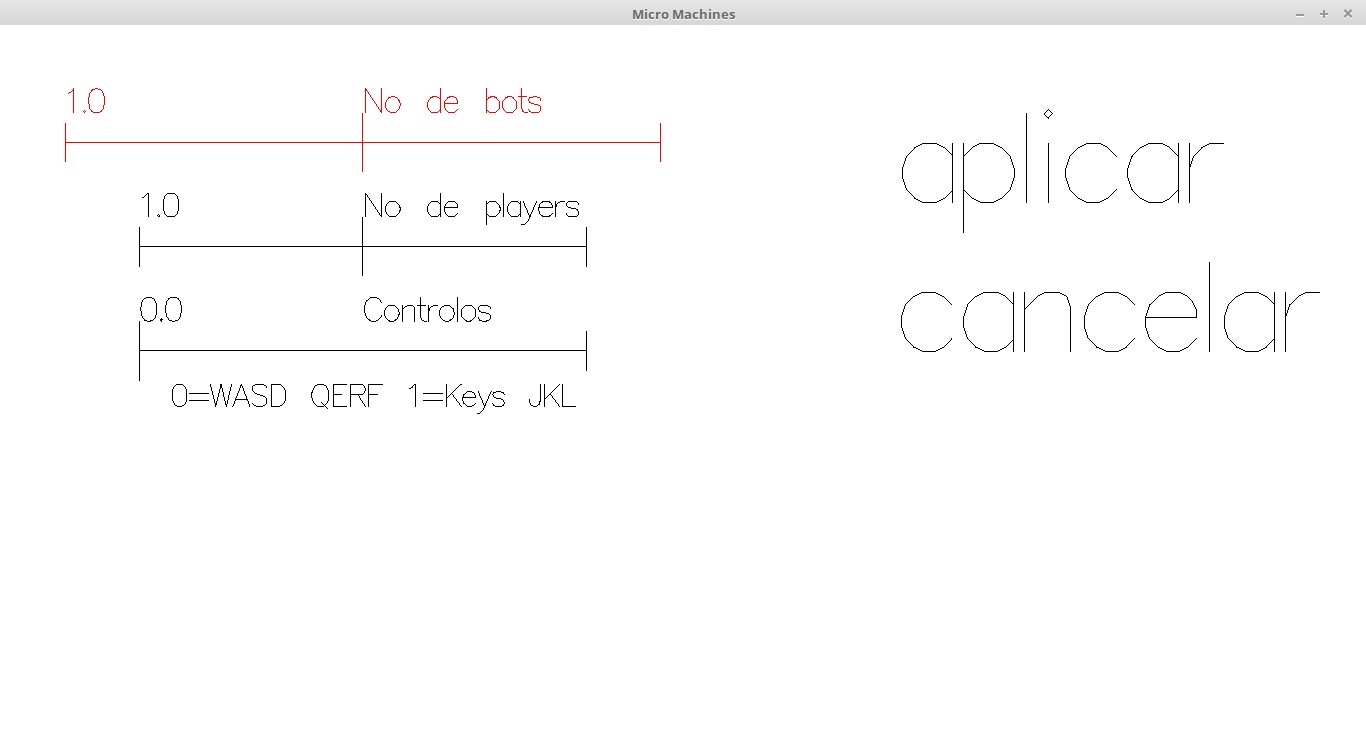 Micro Machines
1.0 No de bots
1.0 No de players
0.0 Controlos
0=WASD QERF 1=Keys JKL
aplicar
cancelar